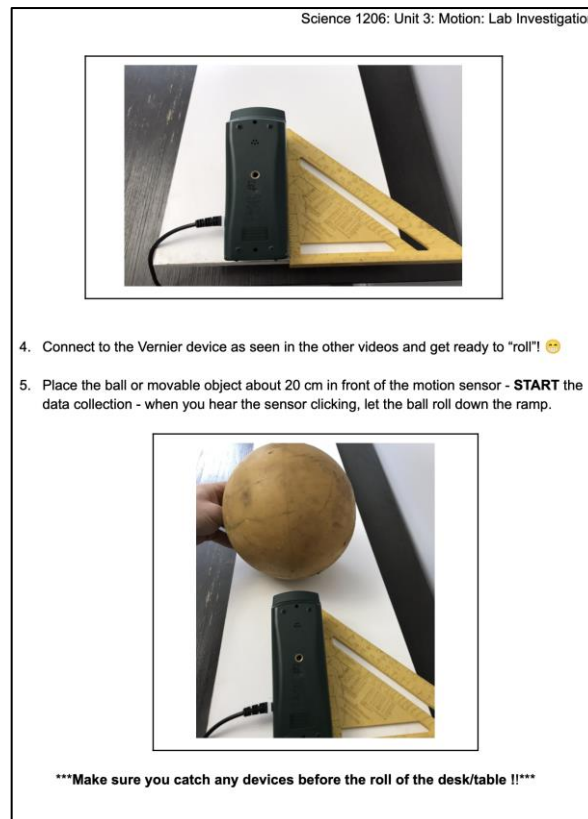 Science 1206: Unit 3: Motion: Lab Investigatio
4. Connect to the Vernier device as seen in the other videos and get ready to “roll”! 😁
5. Place the ball or movable object about 20 cm in front of the motion sensor - START the
data collection - when you hear the sensor clicking, let the ball roll down the ramp.
***Make sure you catch any devices before the roll of the desk/table !!***